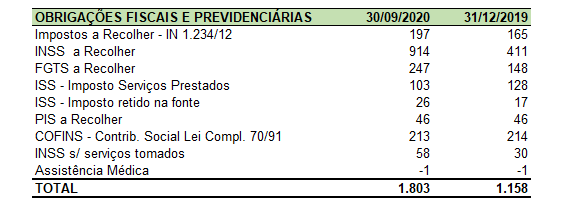 OBRIGAÇÕES FISCAIS E PREVIDENCIÁRIAS 30/09/2020 31/12/2019
Impostos a Recolher - IN 1.234/12 197 165
INSS a Recolher 914 411
FGTS a Recolher 247 148
ISS - Imposto Serviços Prestados 103 128
ISS - Imposto retido na fonte 26 17
PIS a Recolher 46 46
COFINS - Contrib. Social Lei Compl. 70/91 213 214
INSS s/ serviços tomados 58 30
Assistência Médica -1 -1
TOTAL 1.803 1.158